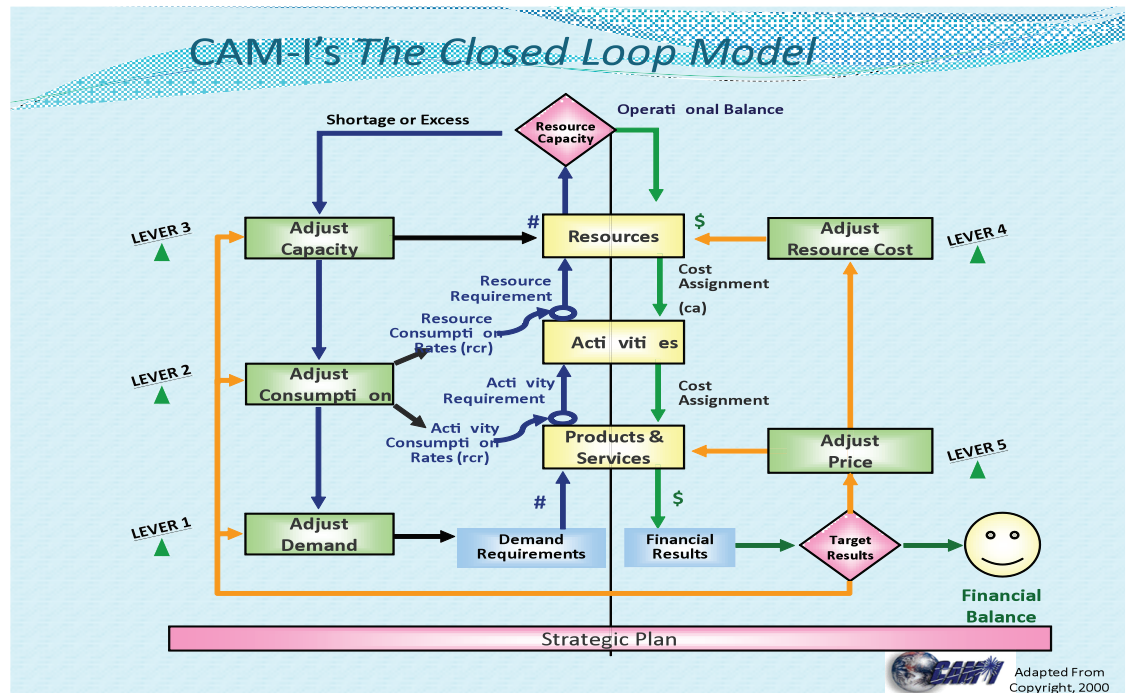 CAM-I's The Closed Loop Model
Shortage or Excess
Resource
Capacity
Operati onal Balance
LEVER 3
Adjust
Capacity
#
Resources
$
Adjust
Resource Cost
LEVER 4
Resource
Requirement
Cost
Assignment
(ca)
Resource
Consumpti on
Rates (rcr)
Acti viti es
LEVER 2
Adjust
Consumpti on
Acti vity
Requirement
Cost
Assignment
Acti vity
Consumpti on
Rates (rcr)
Products &
Services
Adjust
Price
LEVER 5
#
$
LEVER 1
Adjust
Demand
Demand
Requirements
Financial
Results
Target
Results
Financial
Balance
Strategic Plan
CAM-I
Adapted From
Copyright, 2000